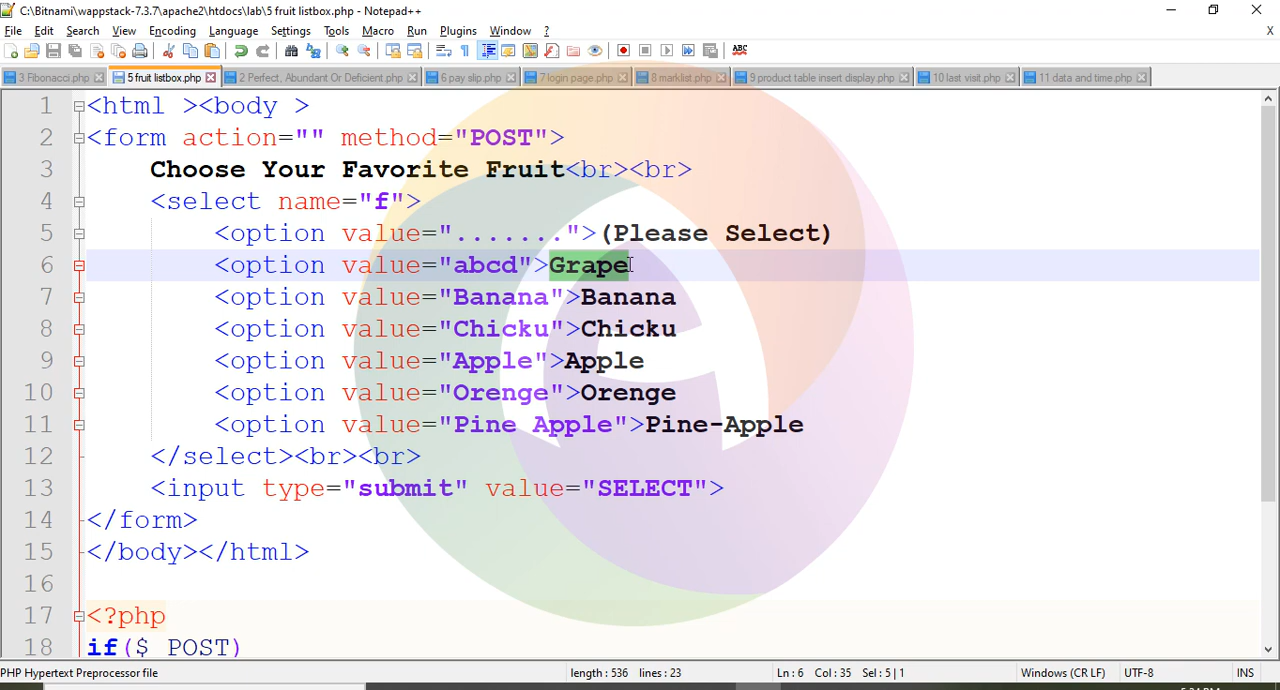 C:\Bitnami\wappstack-7.3.7\apache2\htdocs\lab\5 fruit listbox.php - Notepad++
File Edit Search View Encoding Language Settings Tools Macro Run Plugins Window ?
3 Fibonacci.php 5 fruit listbox.php 2 Perfect, Abundant Or Deficient.php 6 pay slip.php 7 login page.php 8 marklist.php 9 product table insert display.php 10 last visit.php 11 data and time.php
1 <html ><body >
2 <form action="" method="POST">
3 Choose Your Favorite Fruit<br><br>
4 <select name="f">
5 <option value=".......">(Please Select)
6 <option value="abcd">Grape
7 <option value="Banana">Banana
8 <option value="Chicku">Chicku
9 <option value="Apple">Apple
10 <option value="Orenge">Orenge
11 <option value="Pine Apple">Pine-Apple
12 </select><br><br>
13 <input type="submit" value="SELECT">
14 </form>
15 </body></html>
16
17 <?php
18 if($_POST)
PHP Hypertext Preprocessor file length : 536 lines : 23 Ln : 6 Col : 35 Sel : 5 | 1 Windows (CR LF) UTF-8 INS